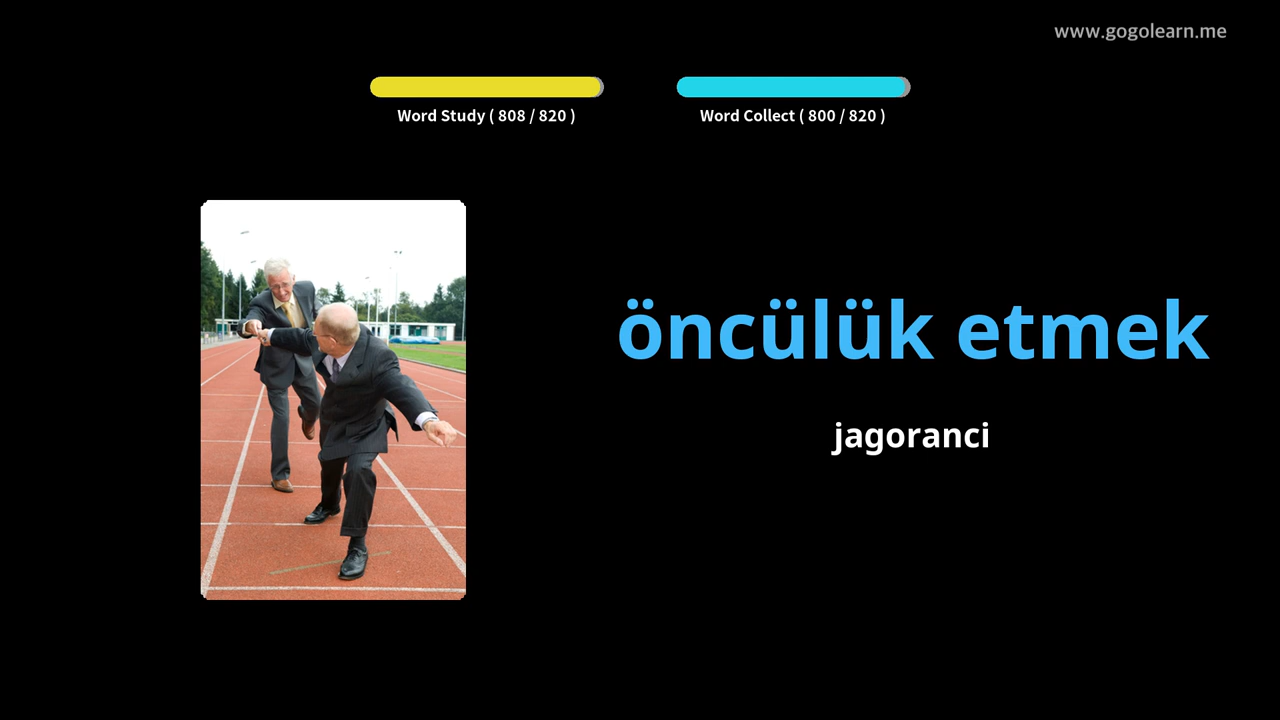 www.gogolearn.me
Word Study ( 808 / 820 )
Word Collect ( 800 / 820 )
öncülük etmek
jagoranci